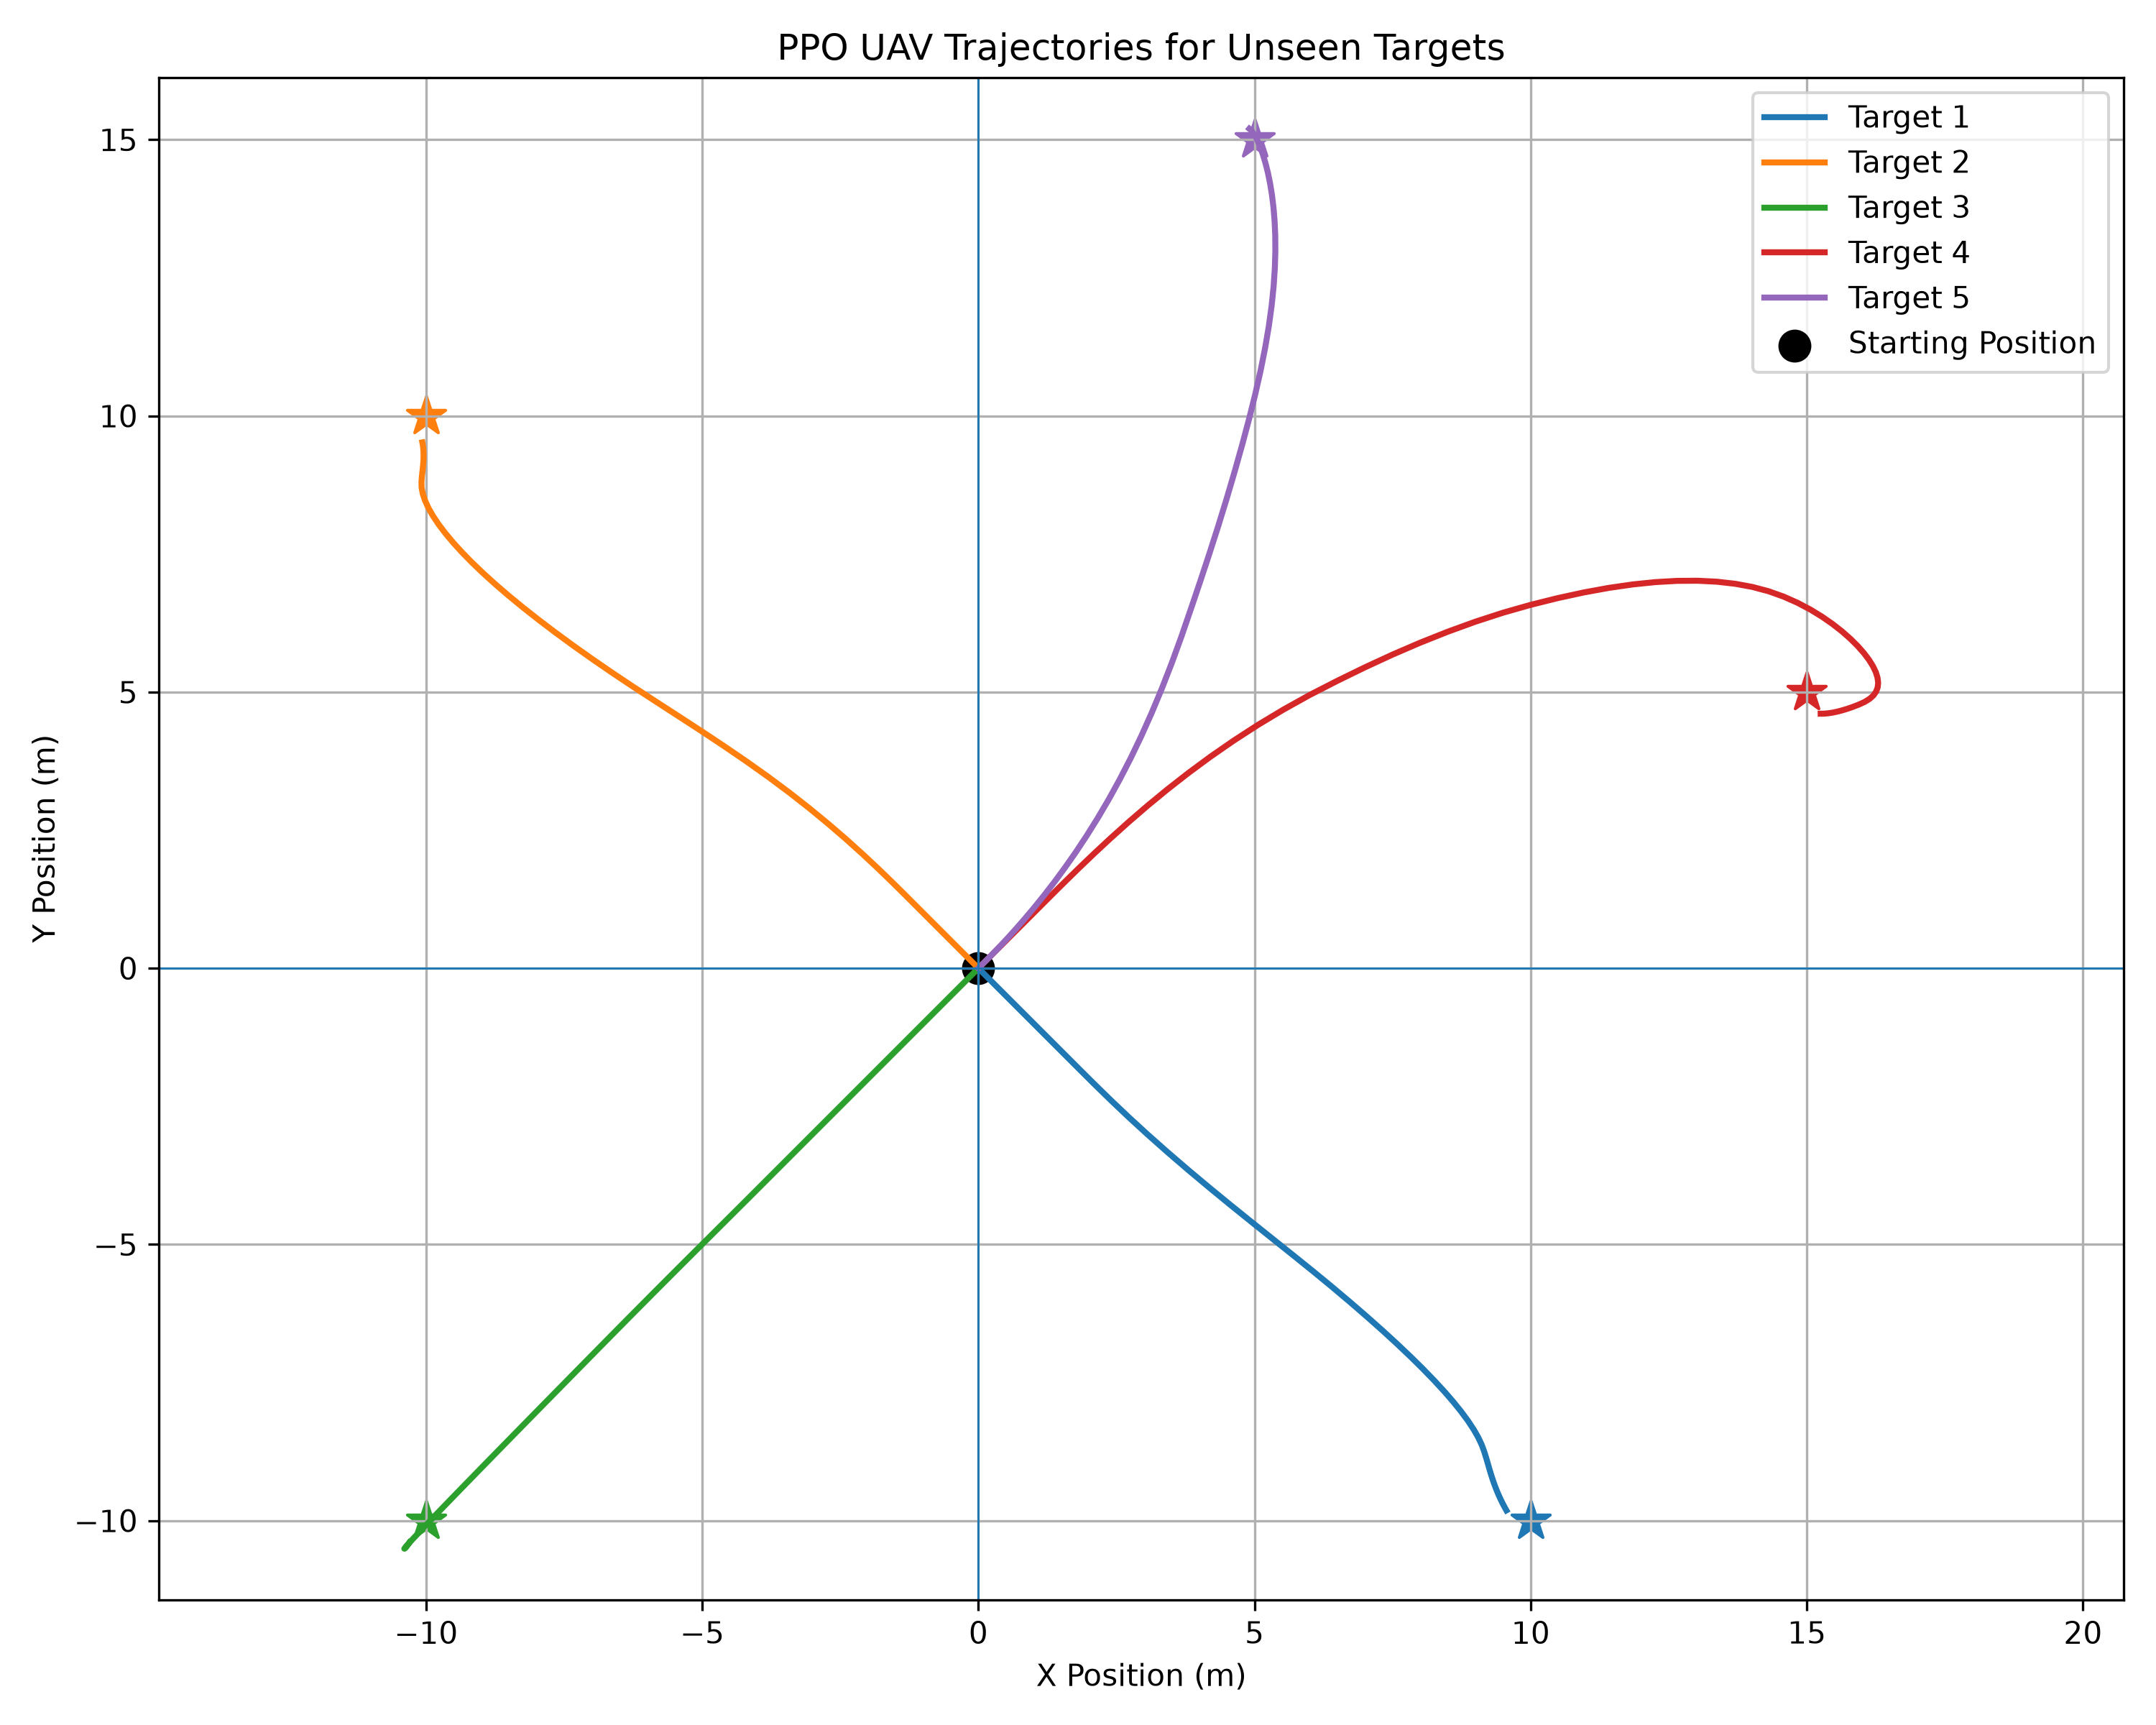 PPO UAV Trajectories for Unseen Targets
Target 1
Target 2
Target 3
Target 4
Target 5
Starting Position
15
10
5
0
−5
−10
Y Position (m)
−10
−5
0
5
10
15
20
X Position (m)